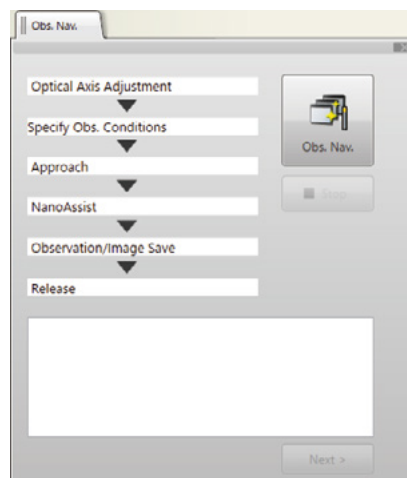 Obs. Nav.
Optical Axis Adjustment
Specify Obs. Conditions
Obs. Nav.
Approach
Stop
NanoAssist
Observation/Image Save
Release
Next >